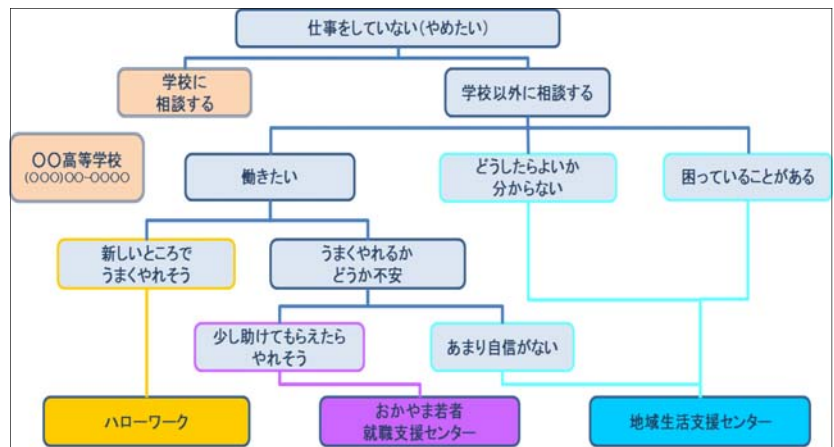 仕事をしていない(やめたい)
学校に
相談する
学校以外に相談する
〇〇高等学校
(〇〇〇)〇〇-〇〇〇〇
働きたい
どうしたらよいか
分からない
困っていることがある
新しいところで
うまくやれそう
うまくやれるか
どうか不安
少し助けてもらえたら
やれそう
あまり自信がない
ハローワーク
おかやま若者
就職支援センター
地域生活支援センター